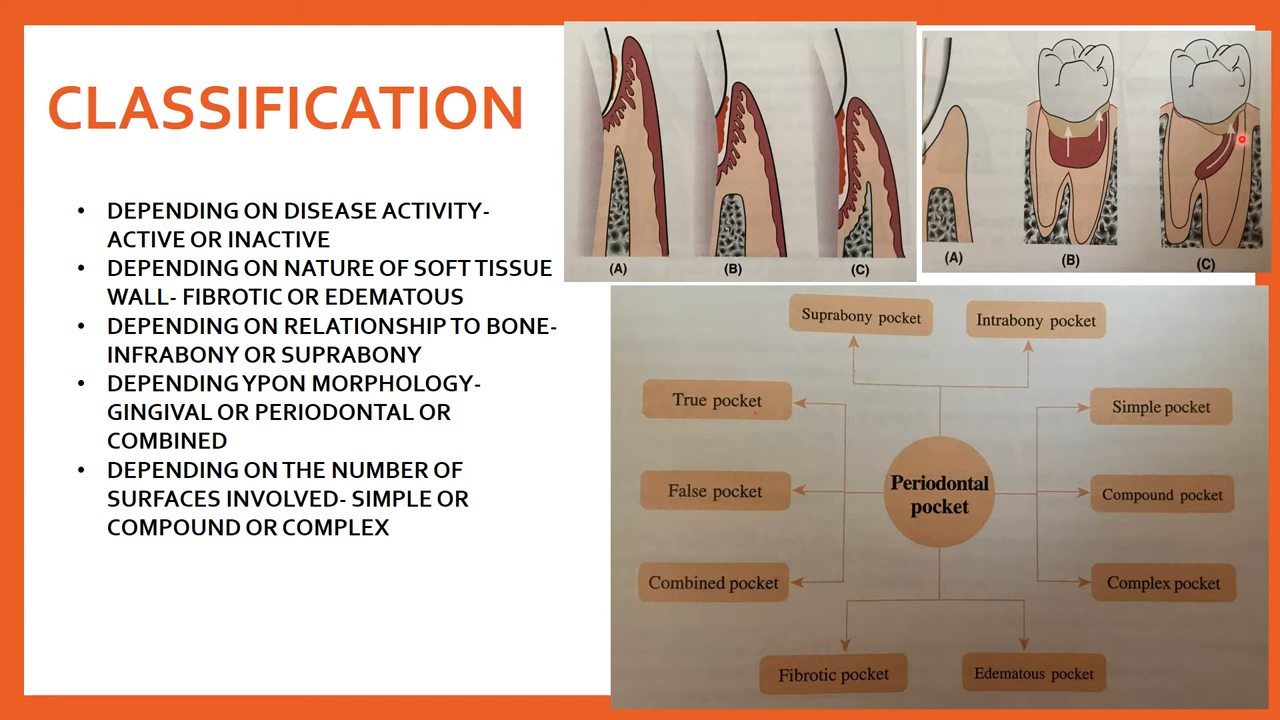 CLASSIFICATION
• DEPENDING ON DISEASE ACTIVITY-
ACTIVE OR INACTIVE
• DEPENDING ON NATURE OF SOFT TISSUE
WALL- FIBROTIC OR EDEMATOUS
• DEPENDING ON RELATIONSHIP TO BONE-
INFRABONY OR SUPRABONY
• DEPENDING YPON MORPHOLOGY-
GINGIVAL OR PERIODONTAL OR
COMBINED
• DEPENDING ON THE NUMBER OF
SURFACES INVOLVED- SIMPLE OR
COMPOUND OR COMPLEX
(A) (B) (C)
(A) (B) (C)
Suprabony pocket
Intrabony pocket
True pocket
Simple pocket
False pocket
Periodontal
pocket
Compound pocket
Combined pocket
Complex pocket
Fibrotic pocket
Edematous pocket